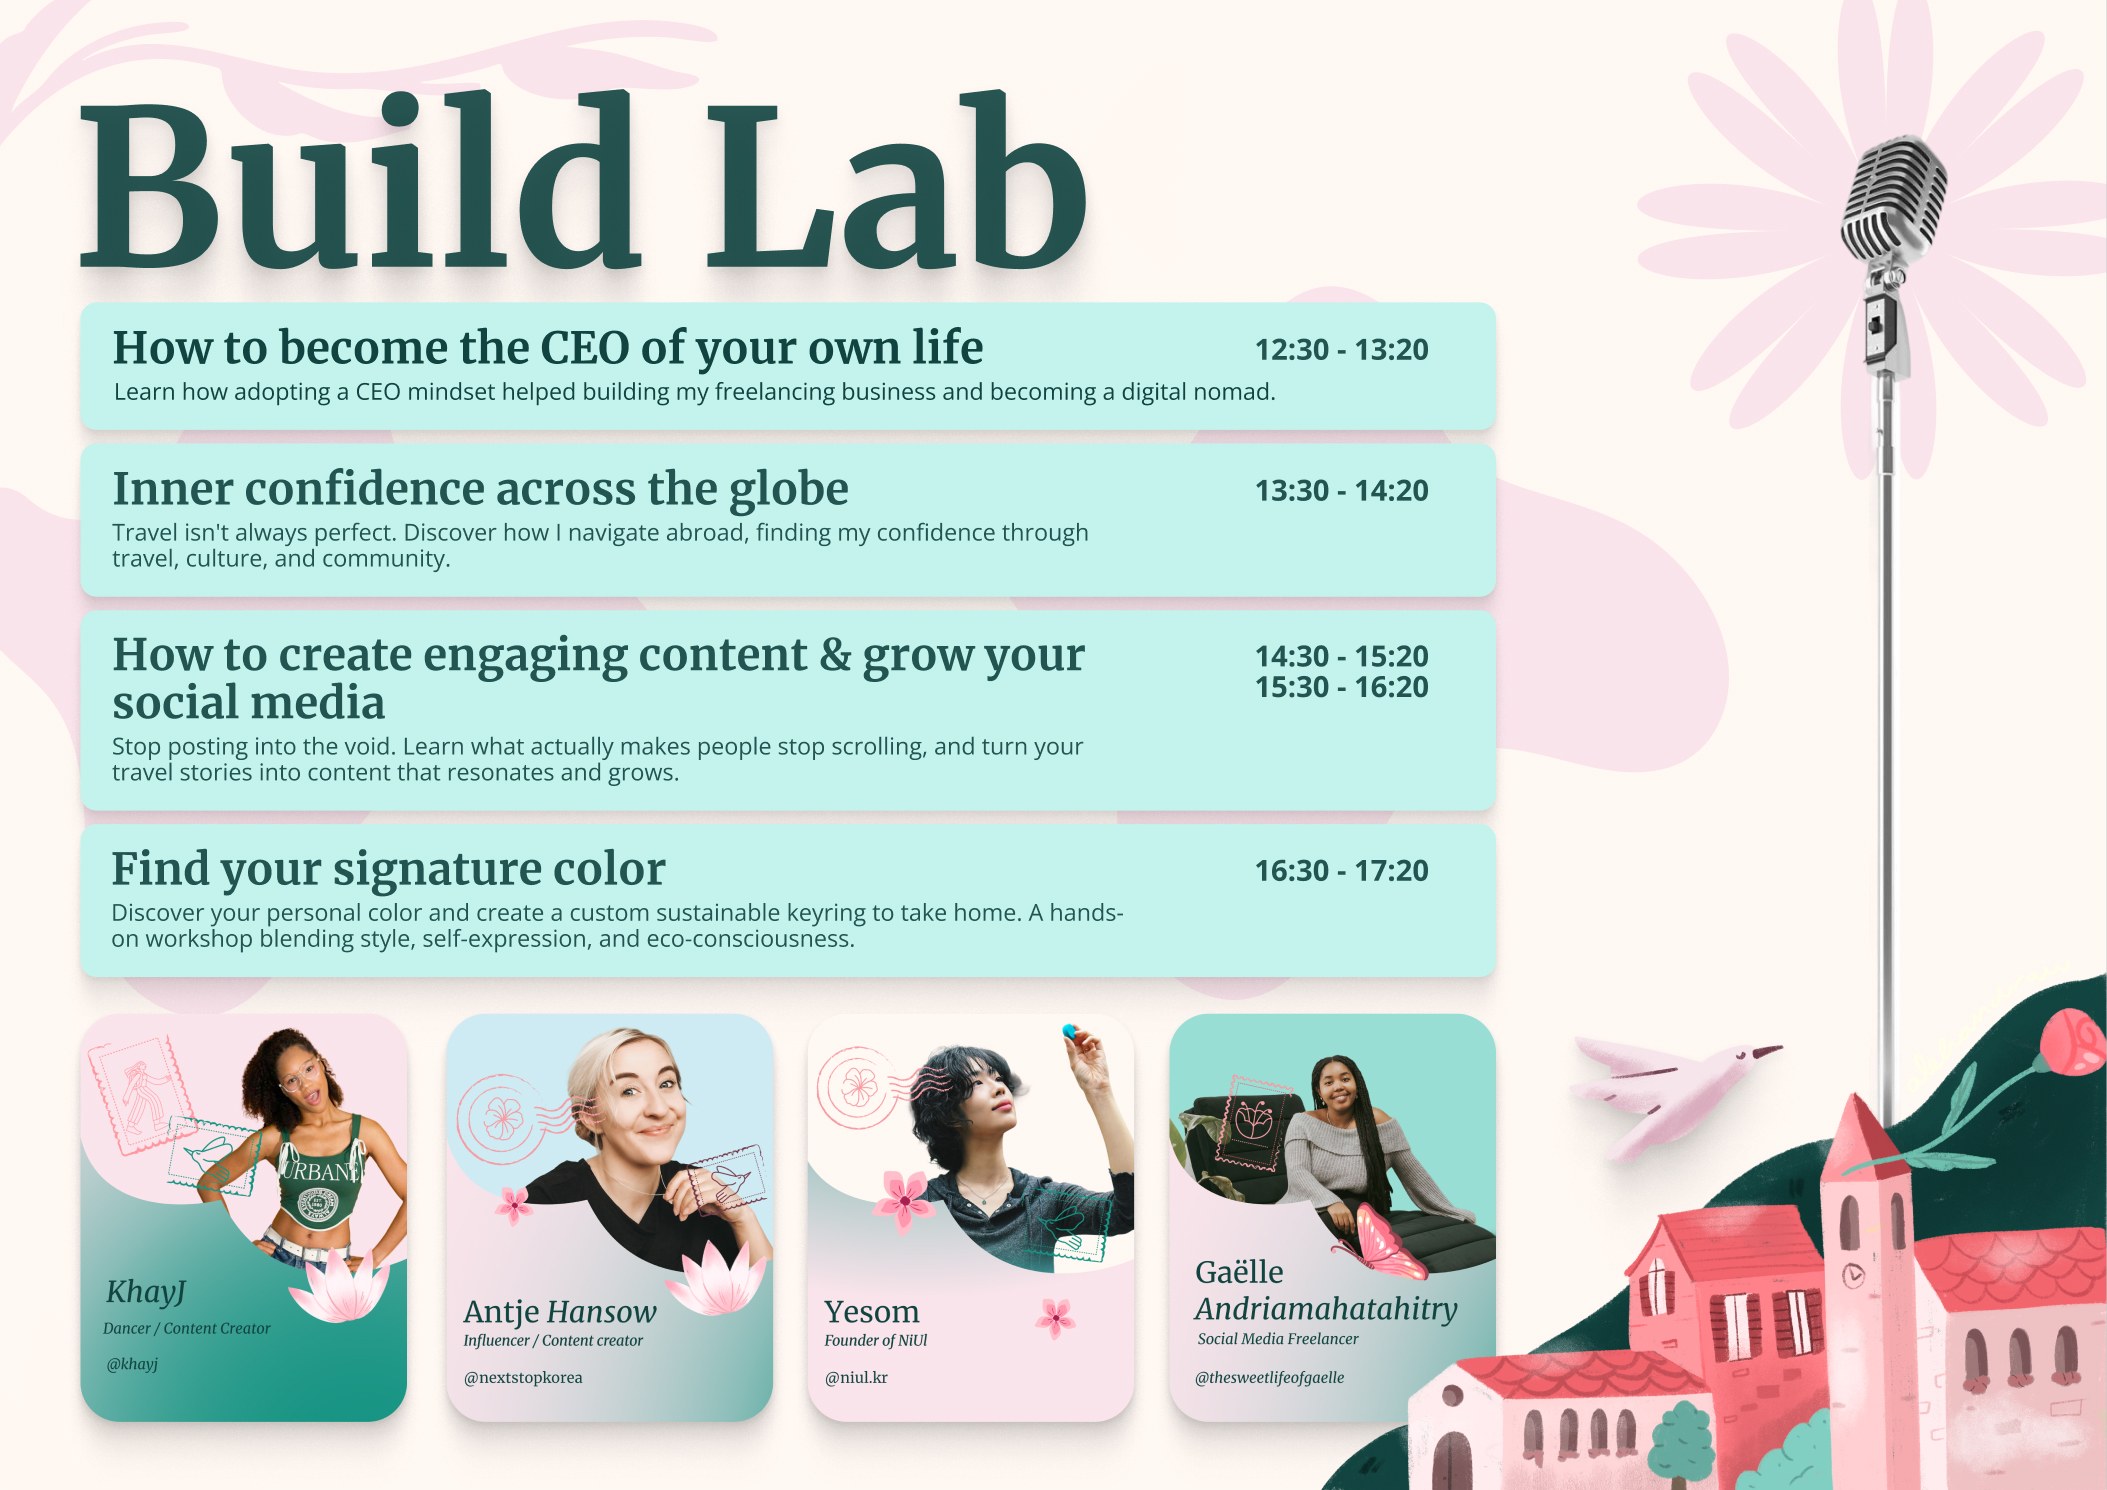 Build Lab
How to become the CEO of your own life
12:30 - 13:20
Learn how adopting a CEO mindset helped building my freelancing business and becoming a digital nomad.
Inner confidence across the globe
13:30 - 14:20
Travel isn't always perfect. Discover how I navigate abroad, finding my confidence through
travel, culture, and community.
How to create engaging content & grow your
social media
14:30 - 15:20
15:30 - 16:20
Stop posting into the void. Learn what actually makes people stop scrolling, and turn your
travel stories into content that resonates and grows.
Find your signature color
16:30 - 17:20
Discover your personal color and create a custom sustainable keyring to take home. A hands-
on workshop blending style, self-expression, and eco-consciousness.
URBANE
KhayJ
Dancer / Content Creator
@khayj
Antje Hansow
Influencer / Content creator
@nextstopkorea
Yesom
Founder of NiUl
@niul.kr
Gaëlle
Andriamahatahitry
Social Media Freelancer
@thesweetlifeofgaelle